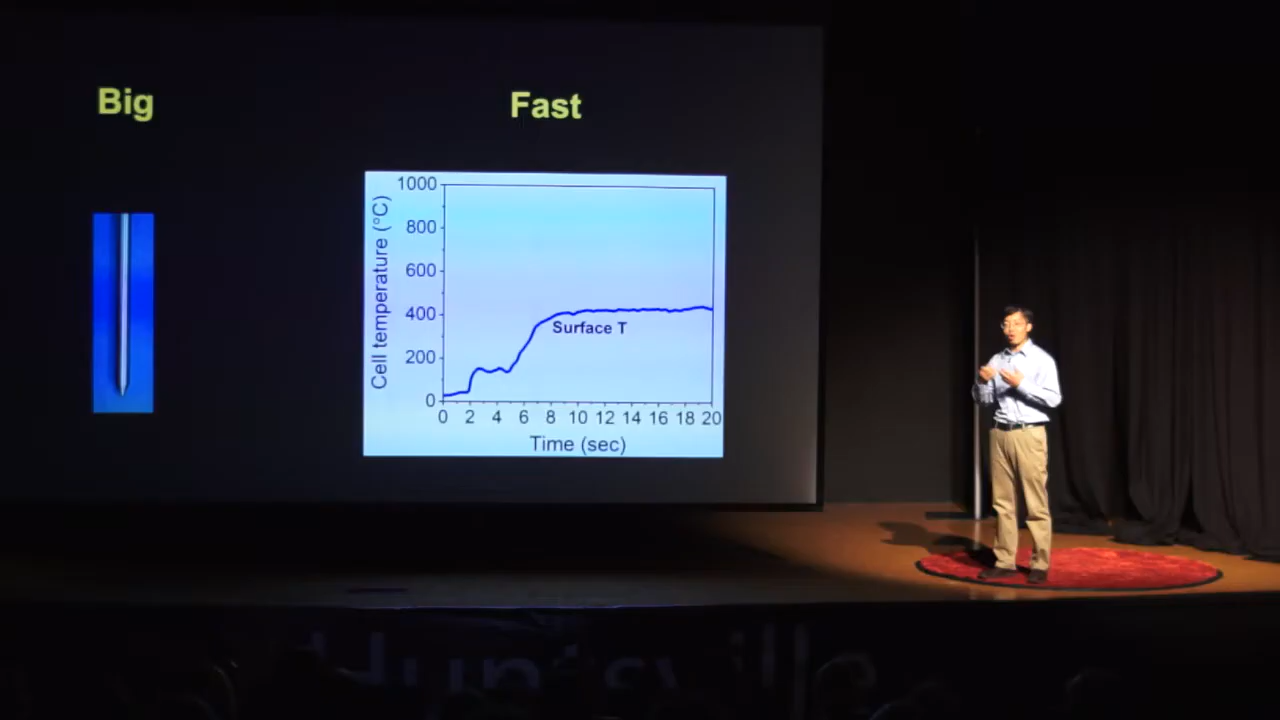 Big
Fast
Cell temperature (°C)
1000
800
600
400
200
0
Surface T
0 2 4 6 8 10 12 14 16 18 20
Time (sec)
Huntsville